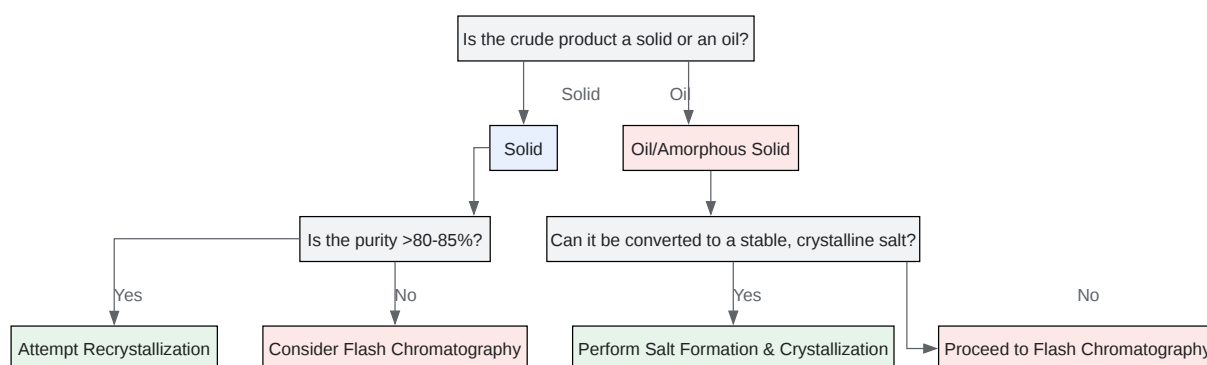 Is the crude product a solid or an oil?
Solid
Oil
Solid
Oil/Amorphous Solid
Is the purity >80-85%?
Can it be converted to a stable, crystalline salt?
Yes
No
Yes
No
Attempt Recrystallization
Consider Flash Chromatography
Perform Salt Formation & Crystallization
Proceed to Flash Chromatography